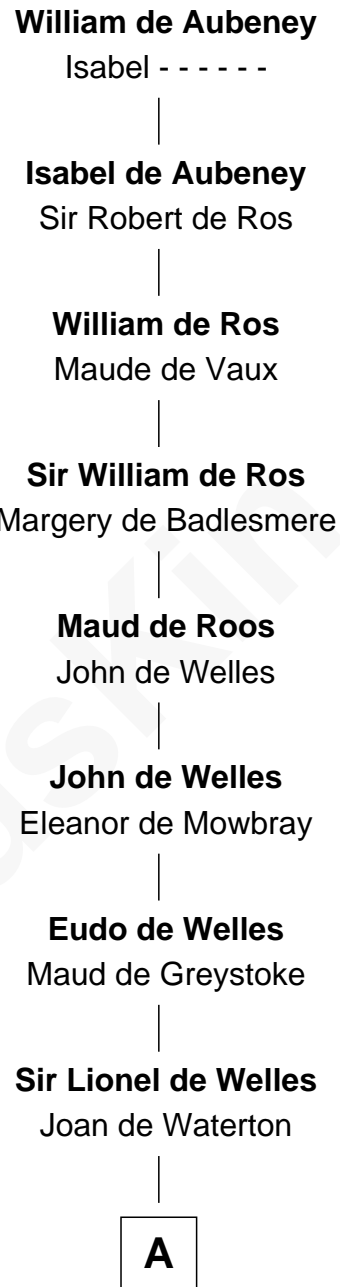 William de Aubeney
Isabel - - - - - -
Isabel de Aubeney
Sir Robert de Ros
William de Ros
Maude de Vaux
Sir William de Ros
Margery de Badlesmere
Maud de Roos
John de Welles
John de Welles
Eleanor de Mowbray
Eudo de Welles
Maud de Greystoke
Sir Lionel de Welles
Joan de Waterton
A